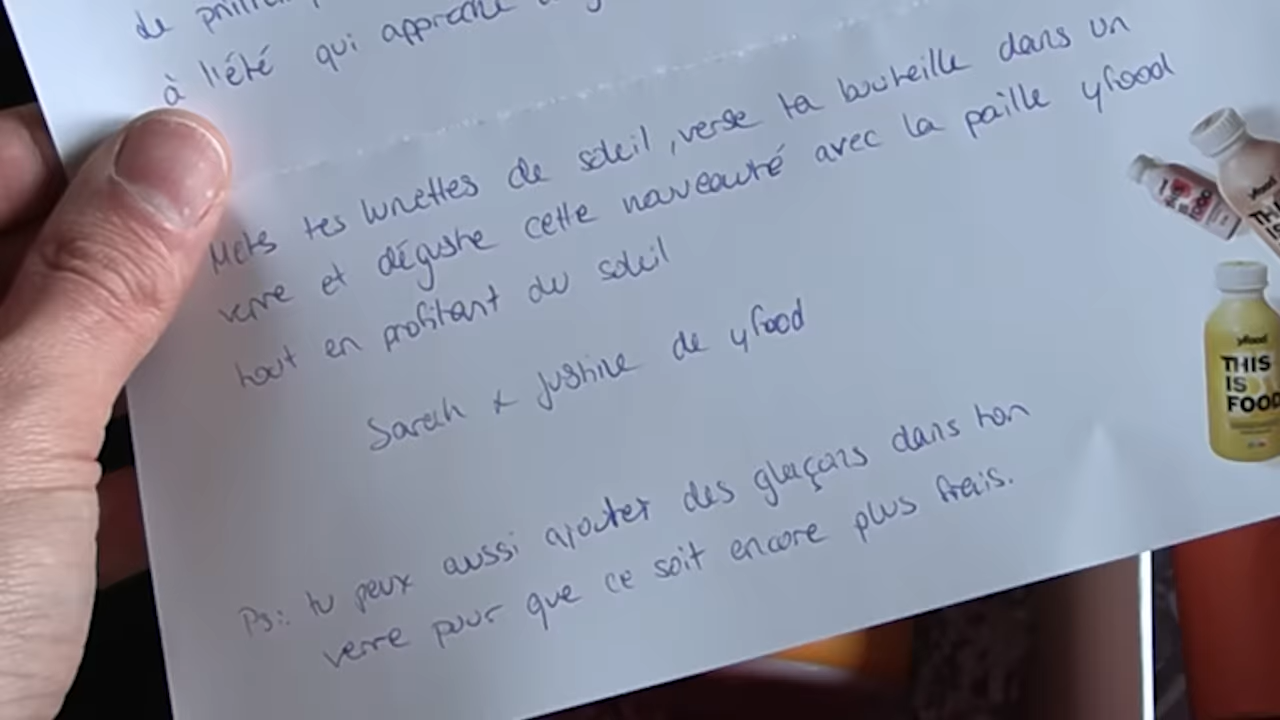 de
à l'été qui approche
Mets tes lunettes de soleil, verse ta bouteille dans un
verre et déguste cette nouveauté avec la paille yfood
tout en profitant du soleil
Sarah & Justine de yfood
Ps: tu peux aussi ajouter des glaçons dans ton
verre pour que ce soit encore plus frais.
yfood
THIS
IS
FOOD